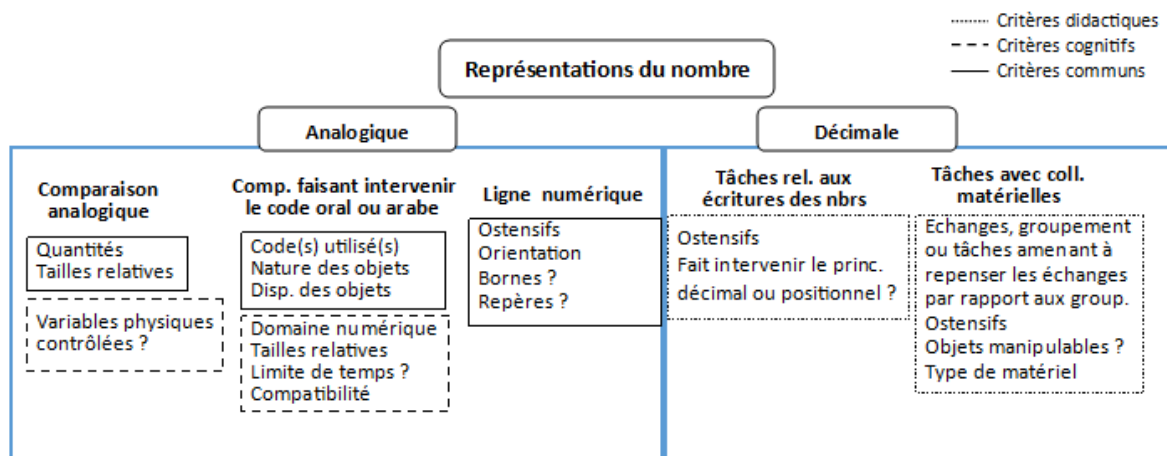 Critères didactiques
Critères cognitifs
Critères communs
Représentations du nombre
Analogique
Décimale
Comparaison
analogique
Quantités
Tailles relatives
Variables physiques
contrôlées ?
Comp. faisant intervenir
le code oral ou arabe
Code(s) utilisé(s)
Nature des objets
Disp. des objets
Domaine numérique
Tailles relatives
Limite de temps ?
Compatibilité
Ligne numérique
Ostensifs
Orientation
Bornes ?
Repères ?
Tâches rel. aux
écritures des nbrs
Ostensifs
Fait intervenir le princ.
décimal ou positionnel ?
Tâches avec coll.
matérielles
Echanges, groupement
ou tâches amenant à
repenser les échanges
par rapport aux group.
Ostensifs
Objets manipulables ?
Type de matériel